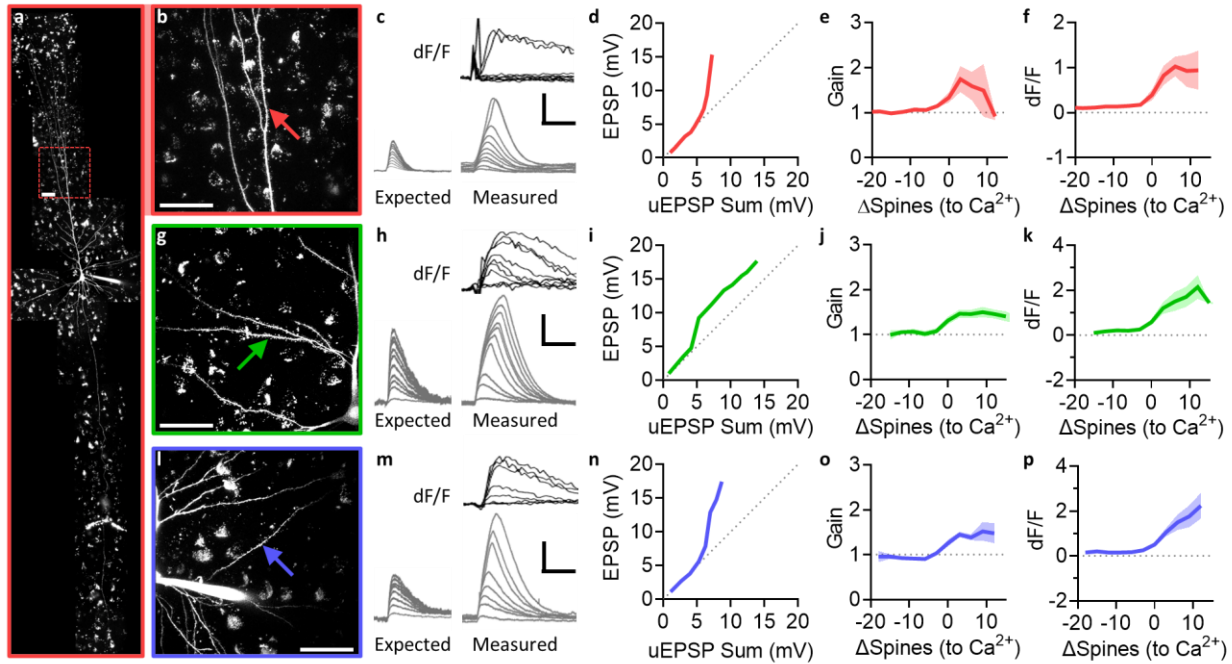 a
b
c
dF/F
Expected
Measured
d
EPSP (mV)
20
15
10
5
0
0 5 10 15 20
uEPSP Sum (mV)
e
Gain
3
2
1
0
-20 -10 0 10
ΔSpines (to Ca2+)
f
dF/F
2
1
0
-1
-20 -10 0 10
ΔSpines (to Ca2+)
g
h
dF/F
Expected
Measured
i
EPSP (mV)
20
15
10
5
0
0 5 10 15 20
uEPSP Sum (mV)
j
Gain
3
2
1
0
-20 -10 0 10
ΔSpines (to Ca2+)
k
dF/F
4
2
0
-2
-20 -10 0 10
ΔSpines (to Ca2+)
l
m
dF/F
Expected
Measured
n
EPSP (mV)
20
15
10
5
0
0 5 10 15 20
uEPSP Sum (mV)
o
Gain
3
2
1
0
-20 -10 0 10
ΔSpines (to Ca2+)
p
dF/F
4
2
0
-2
-20 -10 0 10
ΔSpines (to Ca2+)